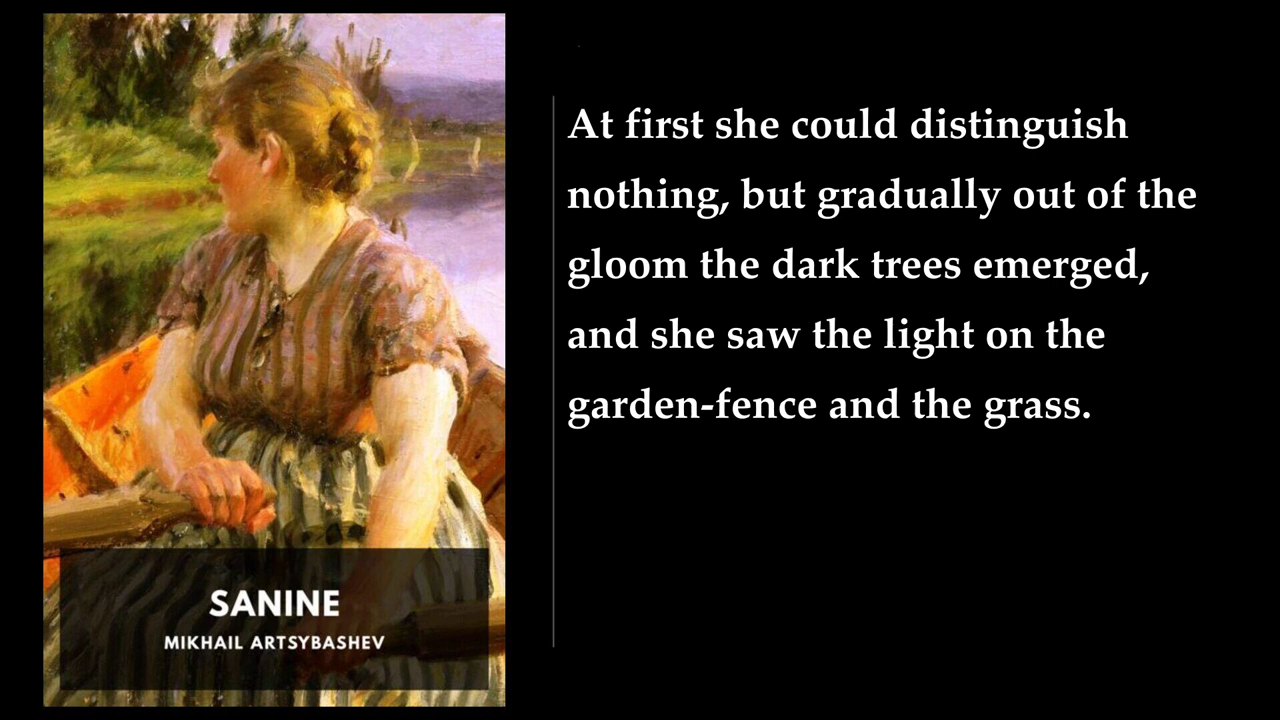 SANINE
MIKHAIL ARTSYBASHEV
At first she could distinguish
nothing, but gradually out of the
gloom the dark trees emerged,
and she saw the light on the
garden-fence and the grass.